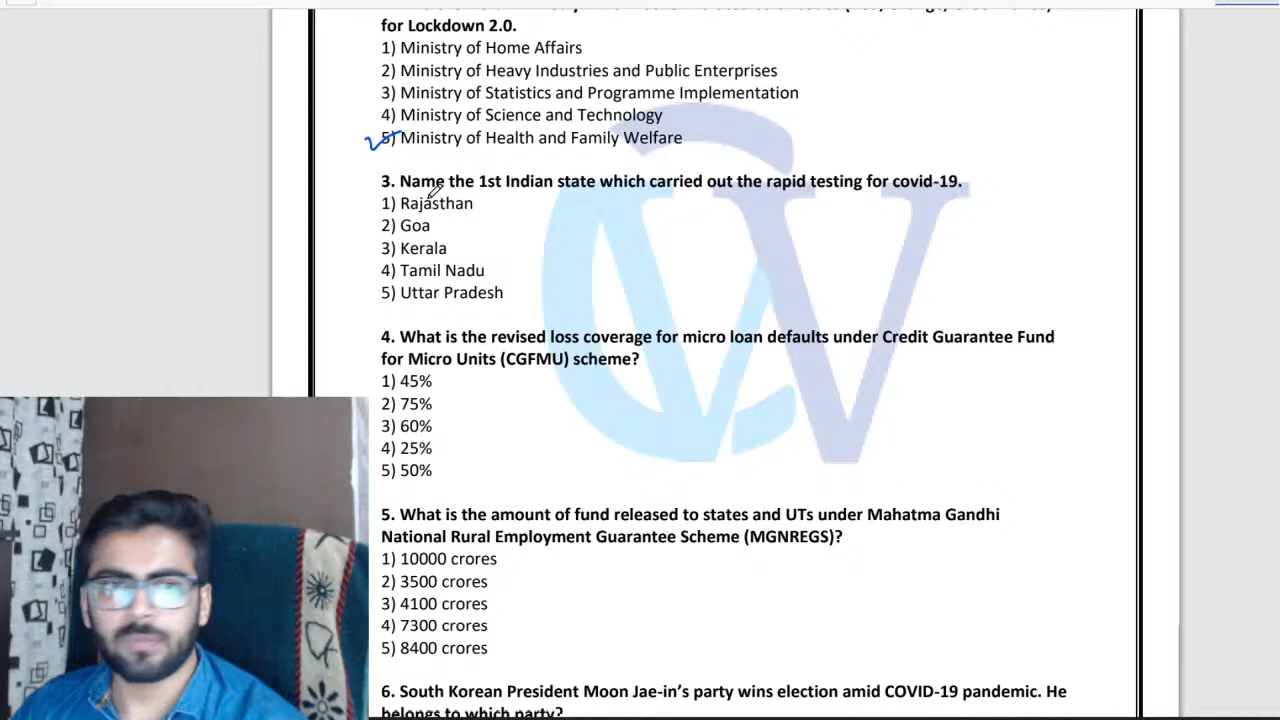 for Lockdown 2.0.
1) Ministry of Home Affairs
2) Ministry of Heavy Industries and Public Enterprises
3) Ministry of Statistics and Programme Implementation
4) Ministry of Science and Technology
5) Ministry of Health and Family Welfare
3. Name the 1st Indian state which carried out the rapid testing for covid-19.
1) Rajasthan
2) Goa
3) Kerala
4) Tamil Nadu
5) Uttar Pradesh
4. What is the revised loss coverage for micro loan defaults under Credit Guarantee Fund
for Micro Units (CGFMU) scheme?
1) 45%
2) 75%
3) 60%
4) 25%
5) 50%
5. What is the amount of fund released to states and UTs under Mahatma Gandhi
National Rural Employment Guarantee Scheme (MGNREGS)?
1) 10000 crores
2) 3500 crores
3) 4100 crores
4) 7300 crores
5) 8400 crores
6. South Korean President Moon Jae-in's party wins election amid COVID-19 pandemic. He
belongs to which party?